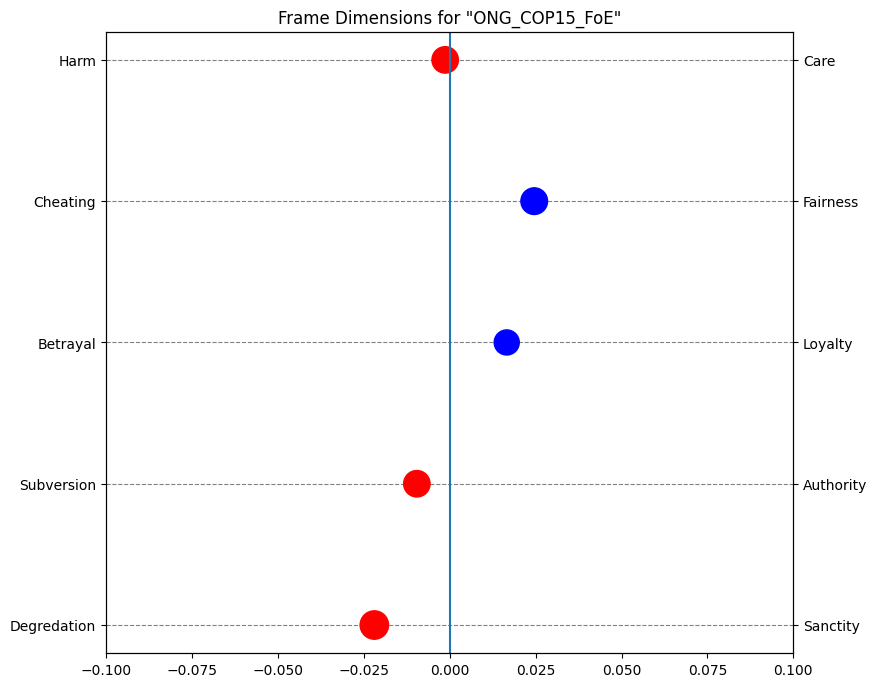 Frame Dimensions for "ONG_COP15_FoE"
Harm
Care
Cheating
Fairness
Betrayal
Loyalty
Subversion
Authority
Degredation
Sanctity
−0.100 −0.075 −0.050 −0.025 0.000 0.025 0.050 0.075 0.100